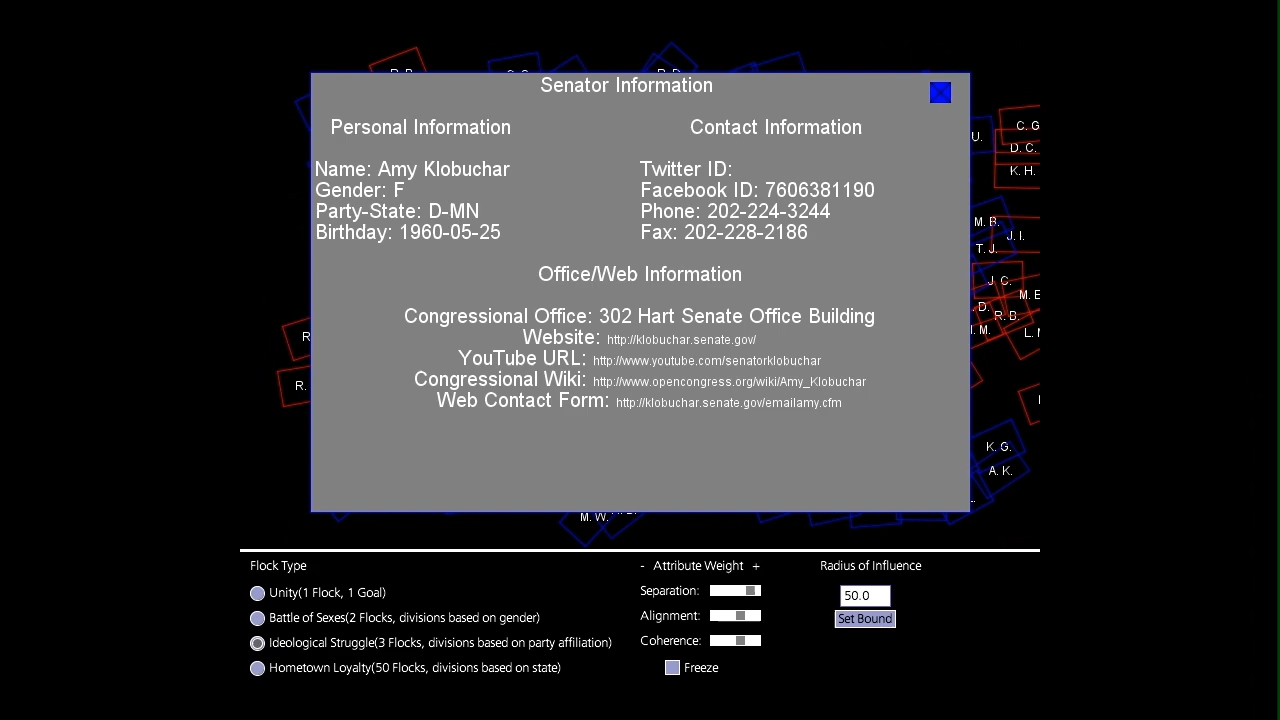 Senator Information
Personal Information
Contact Information
Name: Amy Klobuchar
Gender: F
Party-State: D-MN
Birthday: 1960-05-25
Twitter ID:
Facebook ID: 7606381190
Phone: 202-224-3244
Fax: 202-228-2186
Office/Web Information
Congressional Office: 302 Hart Senate Office Building
Website: http://klobuchar.senate.gov/
YouTube URL: http://www.youtube.com/senatorklobuchar
Congressional Wiki: http://www.opencongress.org/wiki/Amy_Klobuchar
Web Contact Form: http://klobuchar.senate.gov/emailamy.cfm
U.
C. G
D. C.
K. H.
M. B.
J. I.
T. J.
J. C.
M. E
D.
R. B.
M.
L.
R
R.
K. G.
A. K.
M. W.
Flock Type
Unity(1 Flock, 1 Goal)
Battle of Sexes(2 Flocks, divisions based on gender)
Ideological Struggle(3 Flocks, divisions based on party affiliation)
Hometown Loyalty(50 Flocks, divisions based on state)
- Attribute Weight +
Separation:
Alignment:
Coherence:
Freeze
Radius of Influence
50.0
Set Bound